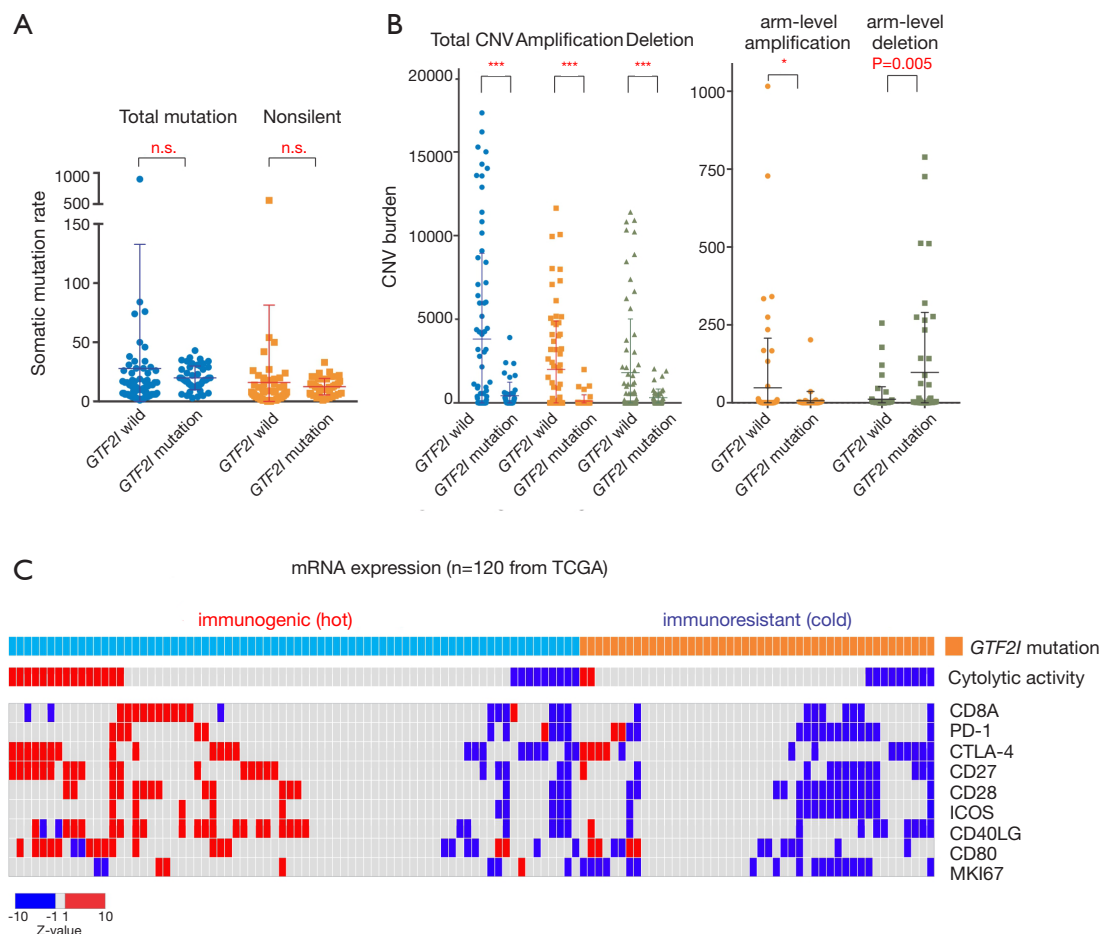 A
Total mutation
Nonsilent
n.s.
n.s.
Somatic mutation rate
1000
500
150
100
50
0
GTF2I wild
GTF2I mutation
GTF2I wild
GTF2I mutation
B
Total CNV Amplification Deletion
***
***
***
CNV burden
20000
15000
10000
5000
0
GTF2I wild
GTF2I mutation
GTF2I wild
GTF2I mutation
GTF2I wild
GTF2I mutation
arm-level
amplification
*
arm-level
deletion
P=0.005
1000
750
500
250
0
GTF2I wild
GTF2I mutation
GTF2I wild
GTF2I mutation
C
mRNA expression (n=120 from TCGA)
immunogenic (hot)
immunoresistant (cold)
GTF2I mutation
Cytolytic activity
CD8A
PD-1
CTLA-4
CD27
CD28
ICOS
CD40LG
CD80
MKI67
-10 -1 1 10
Z-value